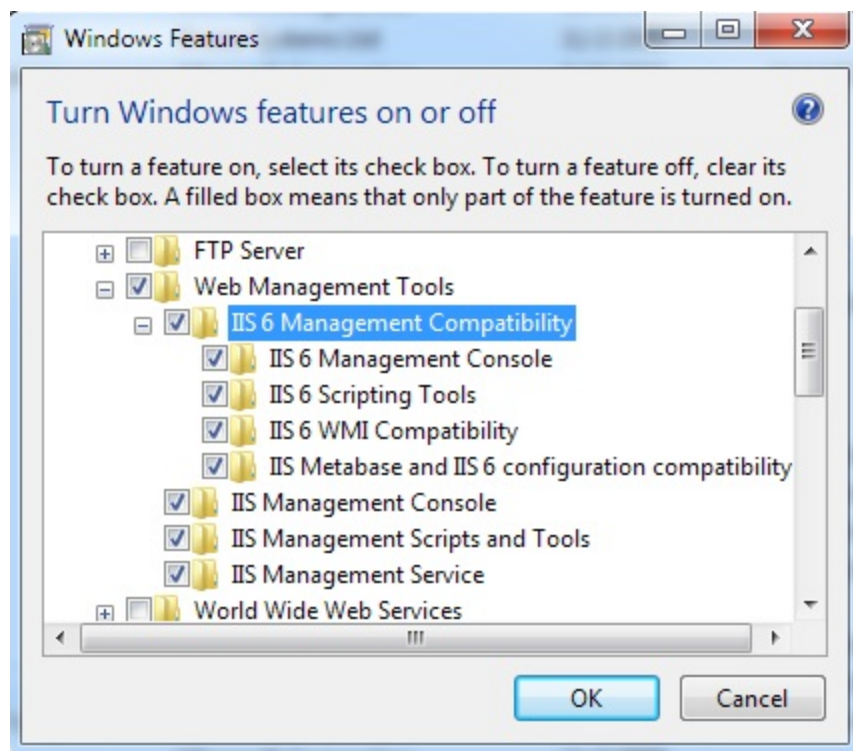 Windows Features
Turn Windows features on or off
To turn a feature on, select its check box. To turn a feature off, clear its
check box. A filled box means that only part of the feature is turned on.
FTP Server
Web Management Tools
IIS 6 Management Compatibility
IIS 6 Management Console
IIS 6 Scripting Tools
IIS 6 WMI Compatibility
IIS Metabase and IIS 6 configuration compatibility
IIS Management Console
IIS Management Scripts and Tools
IIS Management Service
World Wide Web Services
OK Cancel